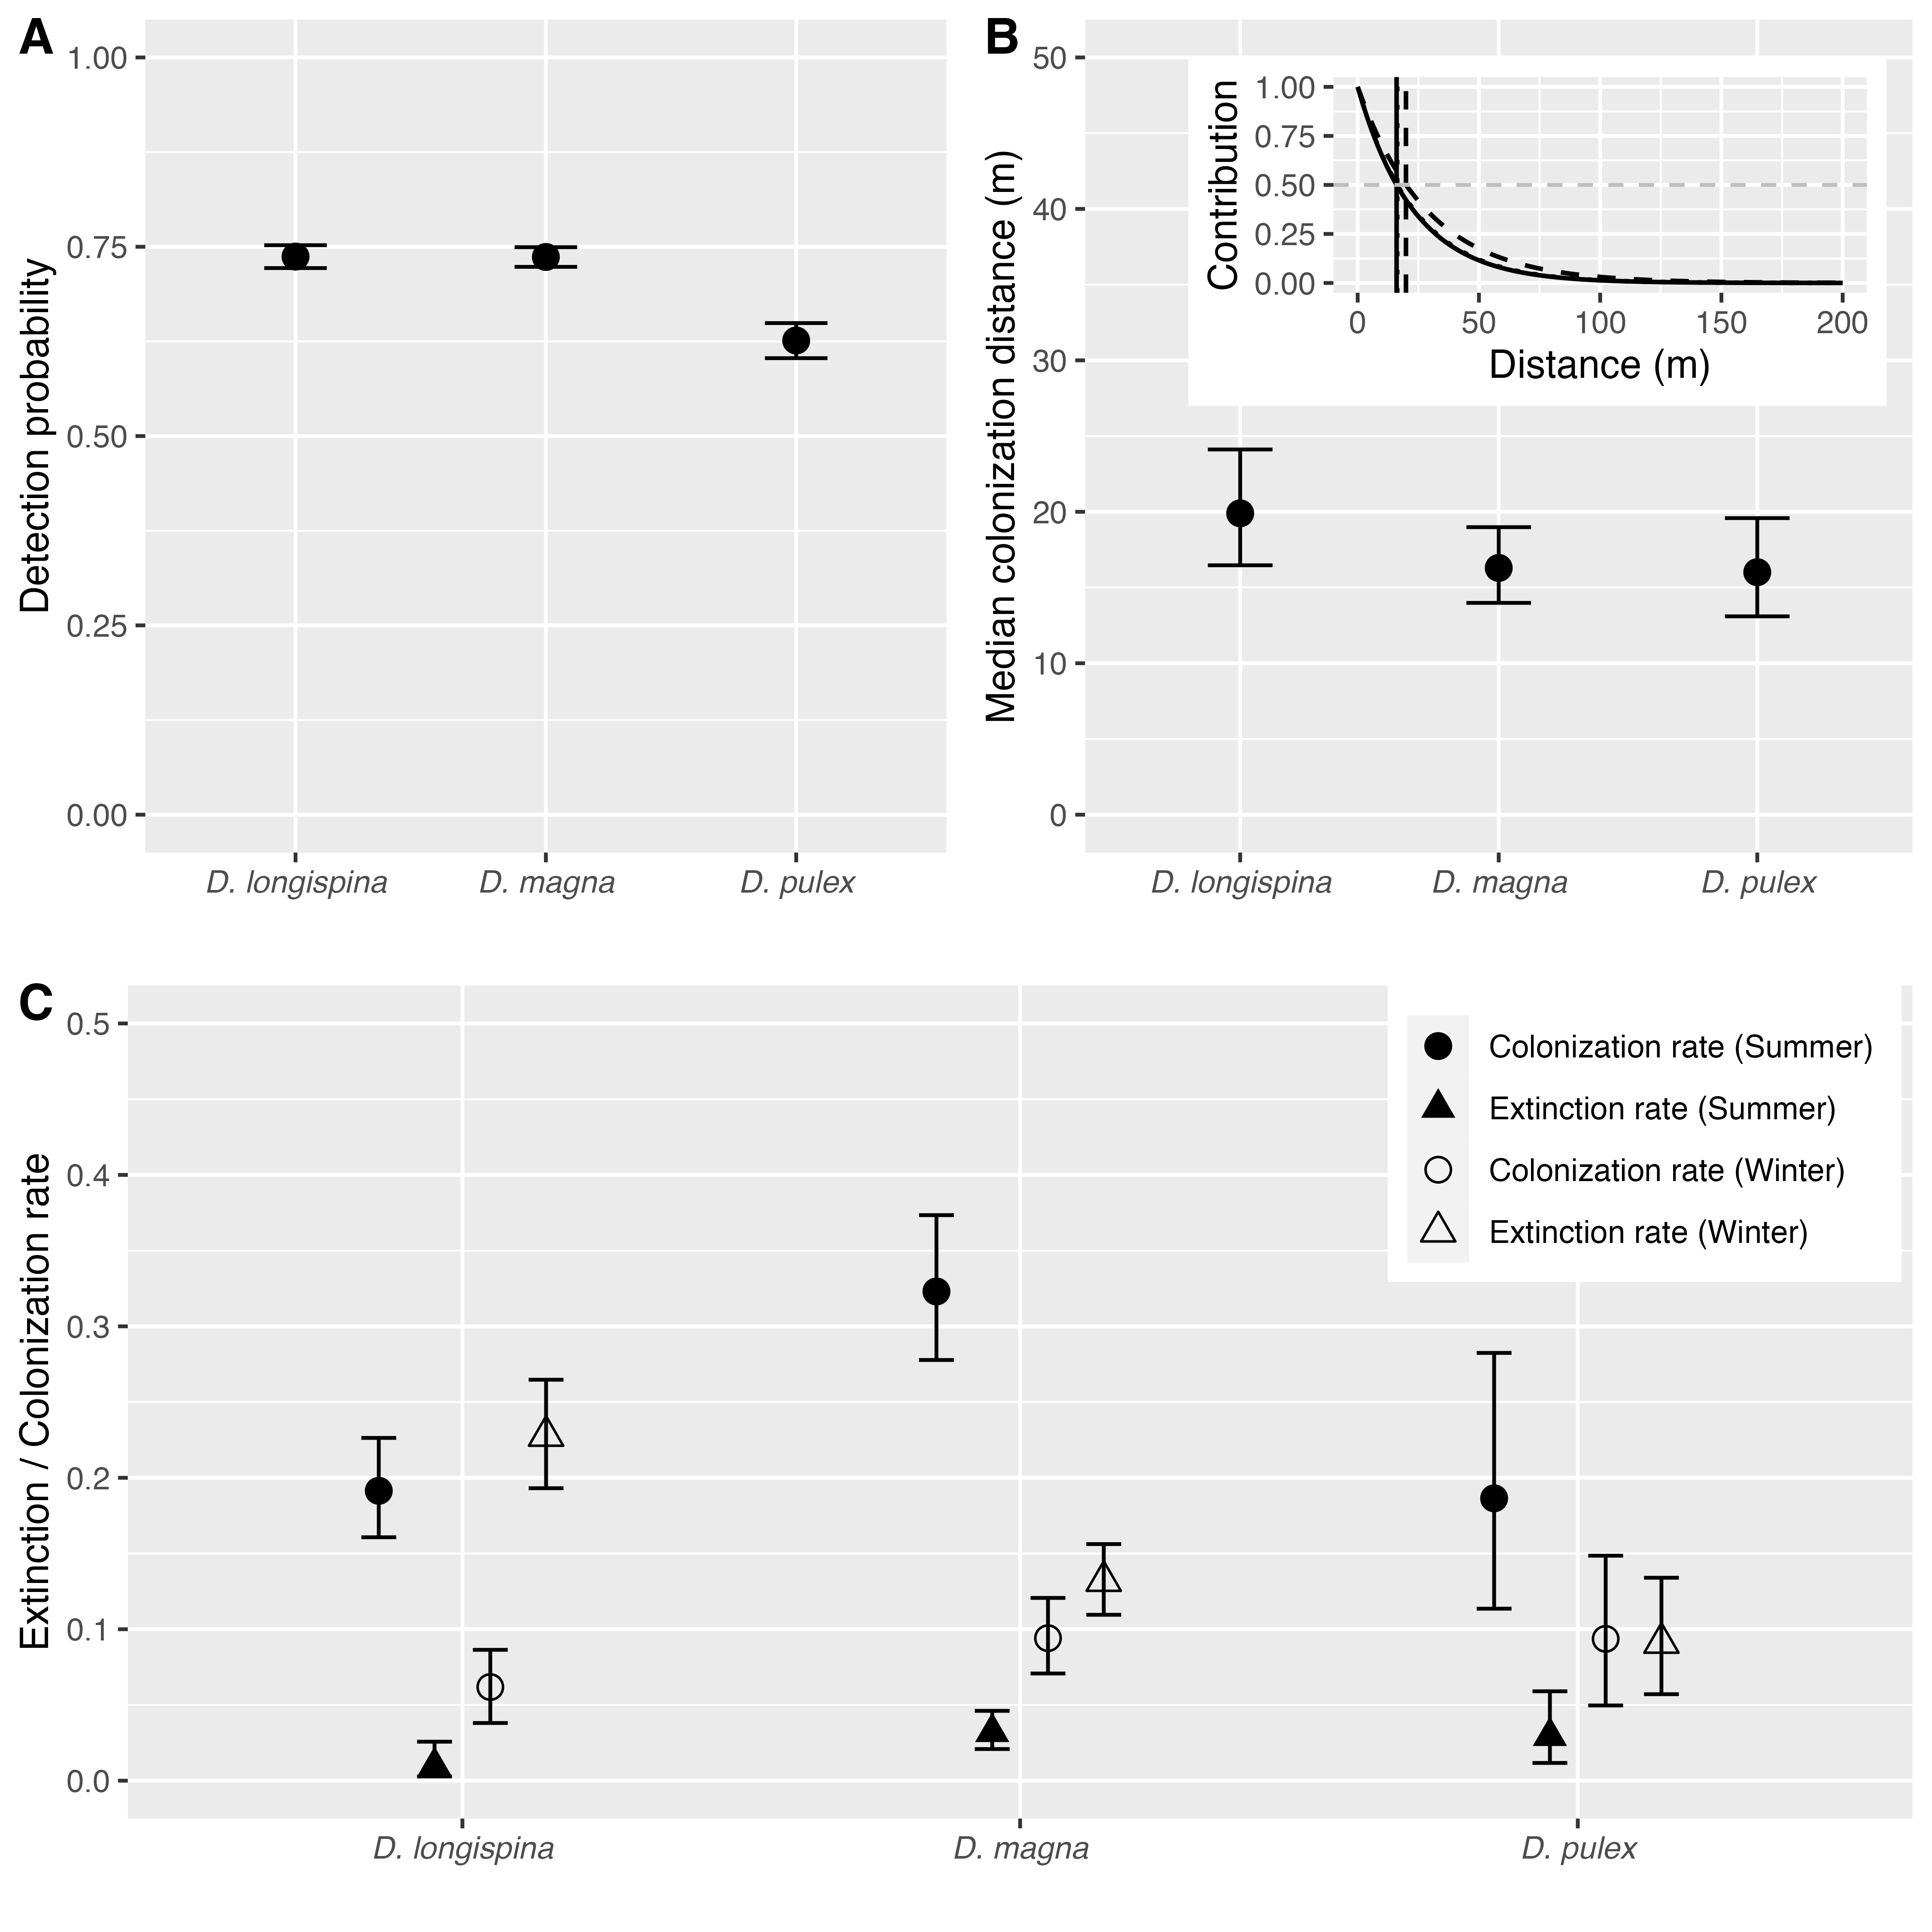 A
Detection probability
1.00
0.75
0.50
0.25
0.00
D. longispina
D. magna
D. pulex
B
Median colonization distance (m)
50
40
30
20
10
0
D. longispina
D. magna
D. pulex
Contribution
1.00
0.75
0.50
0.25
0.00
0
50
100
150
200
Distance (m)
C
Extinction / Colonization rate
0.5
0.4
0.3
0.2
0.1
0.0
D. longispina
D. magna
D. pulex
Colonization rate (Summer)
Extinction rate (Summer)
Colonization rate (Winter)
Extinction rate (Winter)